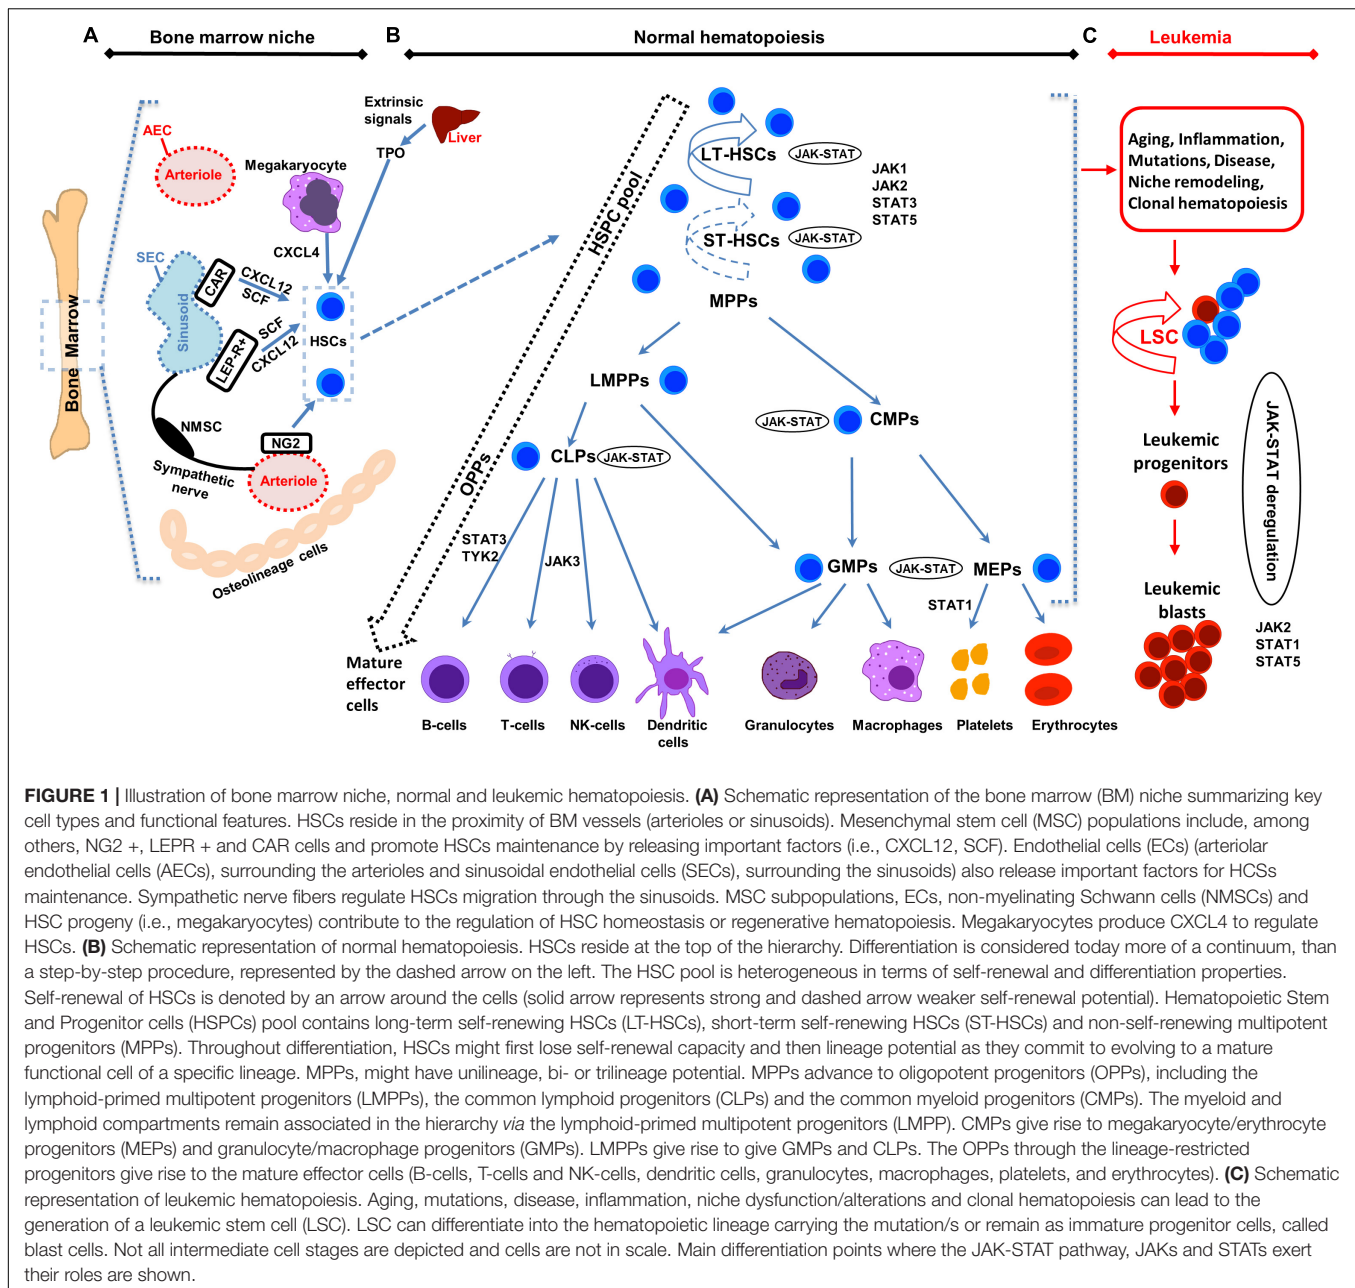 A
Bone marrow niche
B
Normal hematopoiesis
C
Leukemia
AEC
Arteriole
Extrinsic
signals
Liver
TPO
Megakaryocyte
CXCL4
SEC
Sinusoid
CAR
CXCL12
SCF
LEP-R+
SCF
CXCL12
HSCs
Bone Marrow
NMSC
Sympathetic
nerve
NG2
Arteriole
Osteolineage cells
HSPC pool
OPPs
Mature
effector
cells
LT-HSCs
JAK-STAT
JAK1
JAK2
STAT3
STAT5
ST-HSCs
JAK-STAT
MPPs
LMPPs
JAK-STAT
CMPs
CLPs
JAK-STAT
STAT3
TYK2
JAK3
GMPs
JAK-STAT
MEPs
STAT1
B-cells
T-cells
NK-cells
Dendritic
cells
Granulocytes
Macrophages
Platelets
Erythrocytes
Aging, Inflammation,
Mutations, Disease,
Niche remodeling,
Clonal hematopoiesis
LSC
Leukemic
progenitors
JAK-STAT deregulation
Leukemic
blasts
JAK2
STAT1
STAT5
FIGURE 1 | Illustration of bone marrow niche, normal and leukemic hematopoiesis. (A) Schematic representation of the bone marrow (BM) niche summarizing key
cell types and functional features. HSCs reside in the proximity of BM vessels (arterioles or sinusoids). Mesenchymal stem cell (MSC) populations include, among
others, NG2 +, LEPR + and CAR cells and promote HSCs maintenance by releasing important factors (i.e., CXCL12, SCF). Endothelial cells (ECs) (arteriolar
endothelial cells (AECs), surrounding the arterioles and sinusoidal endothelial cells (SECs), surrounding the sinusoids) also release important factors for HCSs
maintenance. Sympathetic nerve fibers regulate HSCs migration through the sinusoids. MSC subpopulations, ECs, non-myelinating Schwann cells (NMSCs) and
HSC progeny (i.e., megakaryocytes) contribute to the regulation of HSC homeostasis or regenerative hematopoiesis. Megakaryocytes produce CXCL4 to regulate
HSCs. (B) Schematic representation of normal hematopoiesis. HSCs reside at the top of the hierarchy. Differentiation is considered today more of a continuum, than
a step-by-step procedure, represented by the dashed arrow on the left. The HSC pool is heterogeneous in terms of self-renewal and differentiation properties.
Self-renewal of HSCs is denoted by an arrow around the cells (solid arrow represents strong and dashed arrow weaker self-renewal potential). Hematopoietic Stem
and Progenitor cells (HSPCs) pool contains long-term self-renewing HSCs (LT-HSCs), short-term self-renewing HSCs (ST-HSCs) and non-self-renewing multipotent
progenitors (MPPs). Throughout differentiation, HSCs might first lose self-renewal capacity and then lineage potential as they commit to evolving to a mature
functional cell of a specific lineage. MPPs, might have unilineage, bi- or trilineage potential. MPPs advance to oligopotent progenitors (OPPs), including the
lymphoid-primed multipotent progenitors (LMPPs), the common lymphoid progenitors (CLPs) and the common myeloid progenitors (CMPs). The myeloid and
lymphoid compartments remain associated in the hierarchy via the lymphoid-primed multipotent progenitors (LMPP). CMPs give rise to megakaryocyte/erythrocyte
progenitors (MEPs) and granulocyte/macrophage progenitors (GMPs). LMPPs give rise to give GMPs and CLPs. The OPPs through the lineage-restricted
progenitors give rise to the mature effector cells (B-cells, T-cells and NK-cells, dendritic cells, granulocytes, macrophages, platelets, and erythrocytes). (C) Schematic
representation of leukemic hematopoiesis. Aging, mutations, disease, inflammation, niche dysfunction/alterations and clonal hematopoiesis can lead to the
generation of a leukemic stem cell (LSC). LSC can differentiate into the hematopoietic lineage carrying the mutation/s or remain as immature progenitor cells, called
blast cells. Not all intermediate cell stages are depicted and cells are not in scale. Main differentiation points where the JAK-STAT pathway, JAKs and STATs exert
their roles are shown.